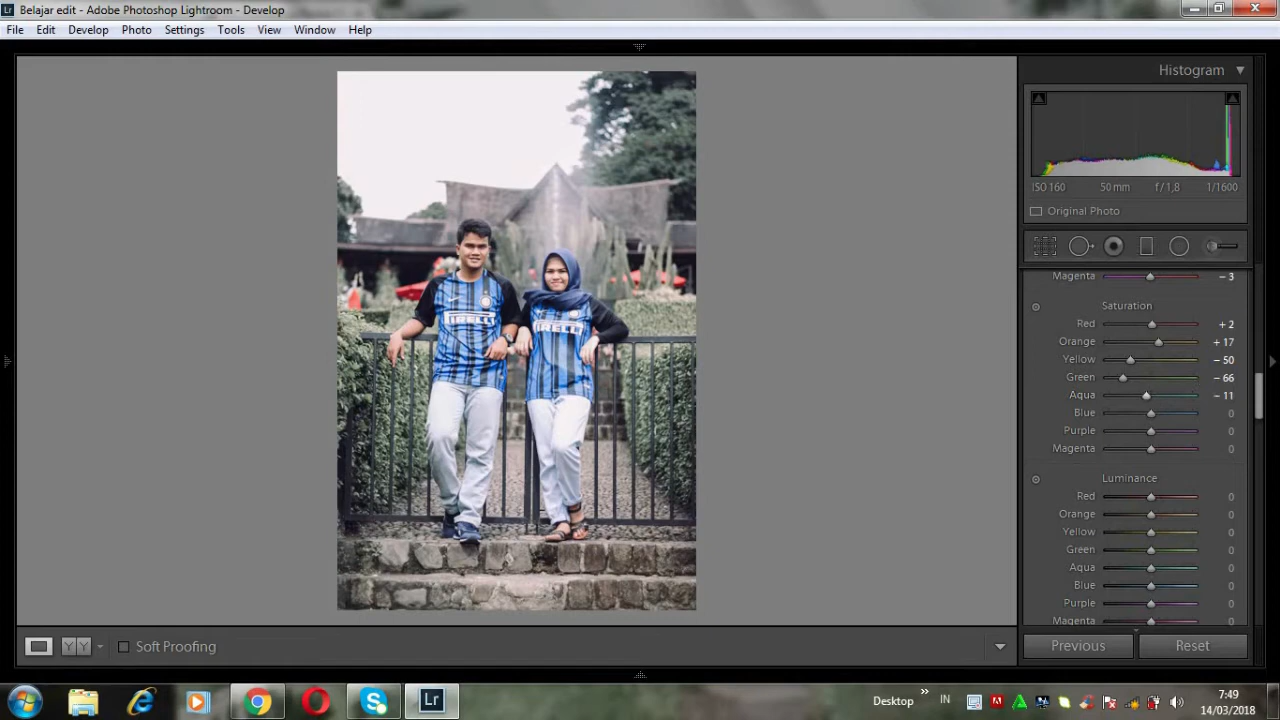 Belajar edit - Adobe Photoshop Lightroom - Develop
File Edit Develop Photo Settings Tools View Window Help
Histogram
ISO 160 50 mm f / 1,8 1/1600
Original Photo
Magenta - 3
Saturation
Red + 2
Orange + 17
Yellow - 50
Green - 66
Aqua - 11
Blue 0
Purple 0
Magenta 0
Luminance
Red 0
Orange 0
Yellow 0
Green 0
Aqua 0
Blue 0
Purple 0
Magenta 0
IRELLI
IRELLI
Soft Proofing
Previous Reset
Lr
Desktop
IN
7:49
14/03/2018